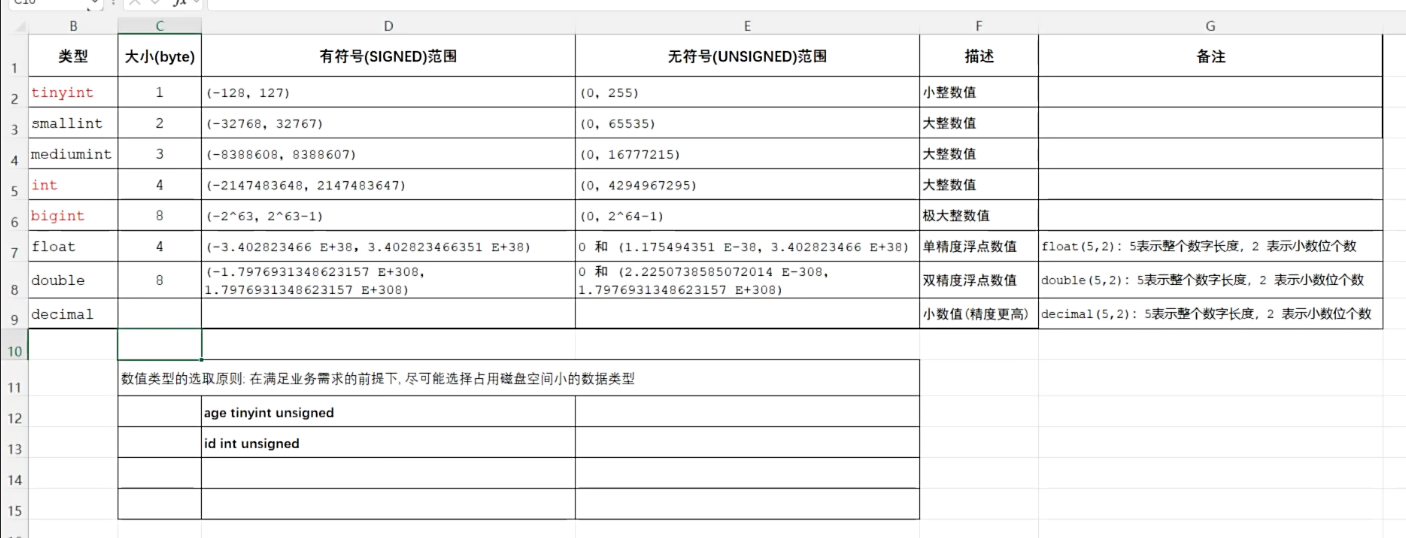 C10 fx
B C D E F G
1 类型 大小(byte) 有符号(SIGNED)范围 无符号(UNSIGNED)范围 描述 备注
2 tinyint 1 (-128, 127) (0, 255) 小整数值
3 smallint 2 (-32768, 32767) (0, 65535) 大整数值
4 mediumint 3 (-8388608, 8388607) (0, 16777215) 大整数值
5 int 4 (-2147483648, 2147483647) (0, 4294967295) 大整数值
6 bigint 8 (-2^63, 2^63-1) (0, 2^64-1) 极大整数值
7 float 4 (-3.402823466 E+38, 3.402823466351 E+38) 0 和 (1.175494351 E-38, 3.402823466 E+38) 单精度浮点数值 float(5,2): 5表示整个数字长度, 2 表示小数位个数
8 double 8 (-1.7976931348623157 E+308, 1.7976931348623157 E+308) 0 和 (2.2250738585072014 E-308, 1.7976931348623157 E+308) 双精度浮点数值 double(5,2): 5表示整个数字长度, 2 表示小数位个数
9 decimal 小数值(精度更高) decimal(5,2): 5表示整个数字长度, 2 表示小数位个数
10
11 数值类型的选取原则: 在满足业务需求的前提下, 尽可能选择占用磁盘空间小的数据类型
12 age tinyint unsigned
13 id int unsigned
14
15